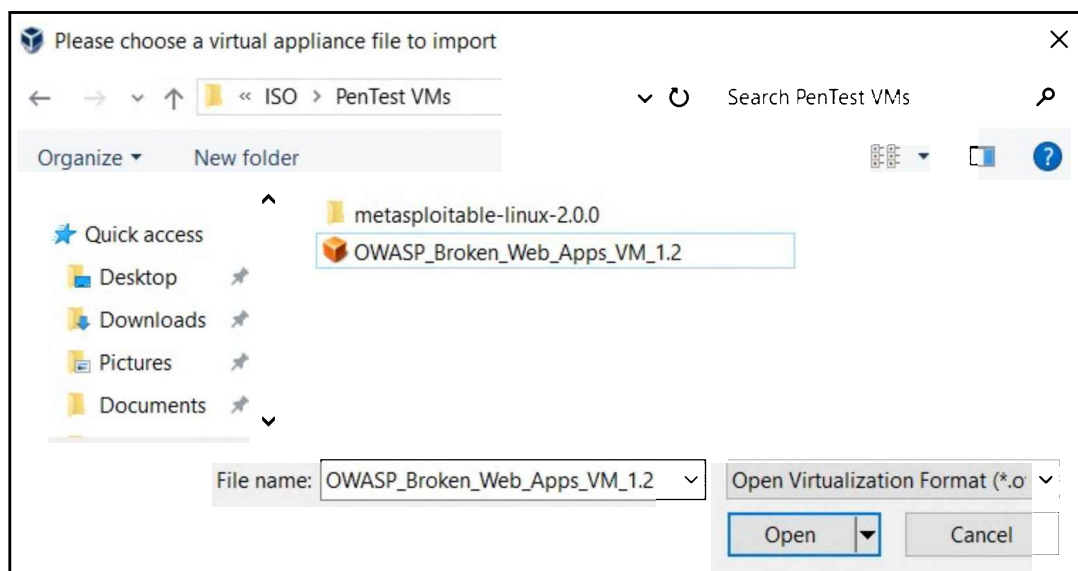 Please choose a virtual appliance file to import
« ISO > PenTest VMs
Search PenTest VMs
Organize
New folder
metasploitable-linux-2.0.0
Quick access
OWASP_Broken_Web_Apps_VM_1.2
Desktop
Downloads
Pictures
Documents
File name: OWASP_Broken_Web_Apps_VM_1.2
Open Virtualization Format (*.o
Open
Cancel